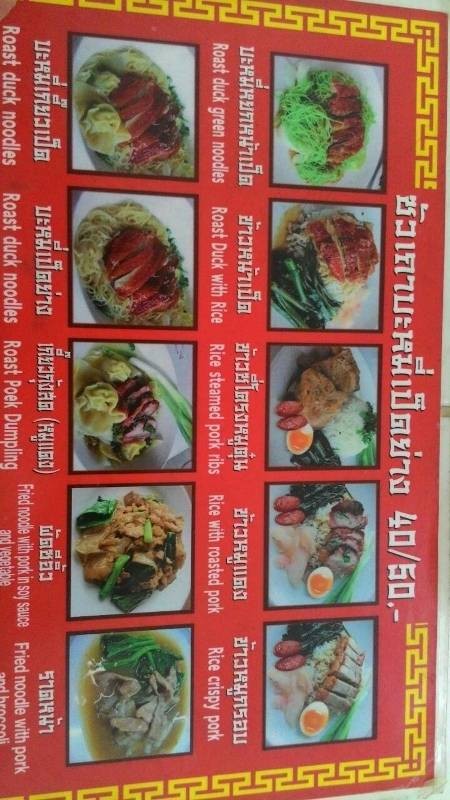 ซัวเถาบะหมี่เป็ดย่าง 40/50.-
บะหมี่หยกหน้าเป็ด
Roast duck green noodles
ข้าวหน้าเป็ด
Roast Duck with Rice
ข้าวซี่โครงหมูตุ๋น
Rice steamed pork ribs
ข้าวหมูแดง
Rice with roasted pork
ข้าวหมูกรอบ
Rice crispy pork
บะหมี่เกี๊ยวเป็ด
Roast duck noodles
บะหมี่เป็ดย่าง
Roast duck noodles
เกี๊ยวกุ้งสด (หมูแดง)
Roast Poek Dumpling
ผัดซีอิ้ว
Fried noodle with pork in soy sauce
and vegetable
ราดหน้า
Fried noodle with pork
and broccoli